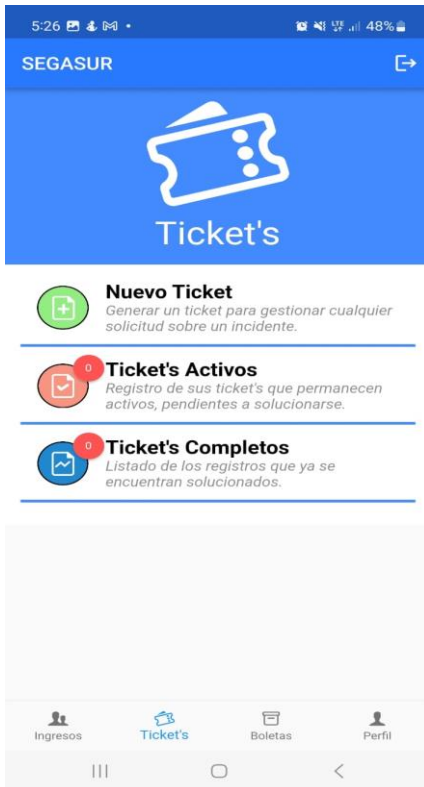 5:26 48%
SEGASUR
Ticket's
Nuevo Ticket
Generar un ticket para gestionar cualquier
solicitud sobre un incidente.
0
Ticket's Activos
Registro de sus ticket's que permanecen
activos, pendientes a solucionarse.
0
Ticket's Completos
Listado de los registros que ya se
encuentran solucionados.
Ingresos Ticket's Boletas Perfil